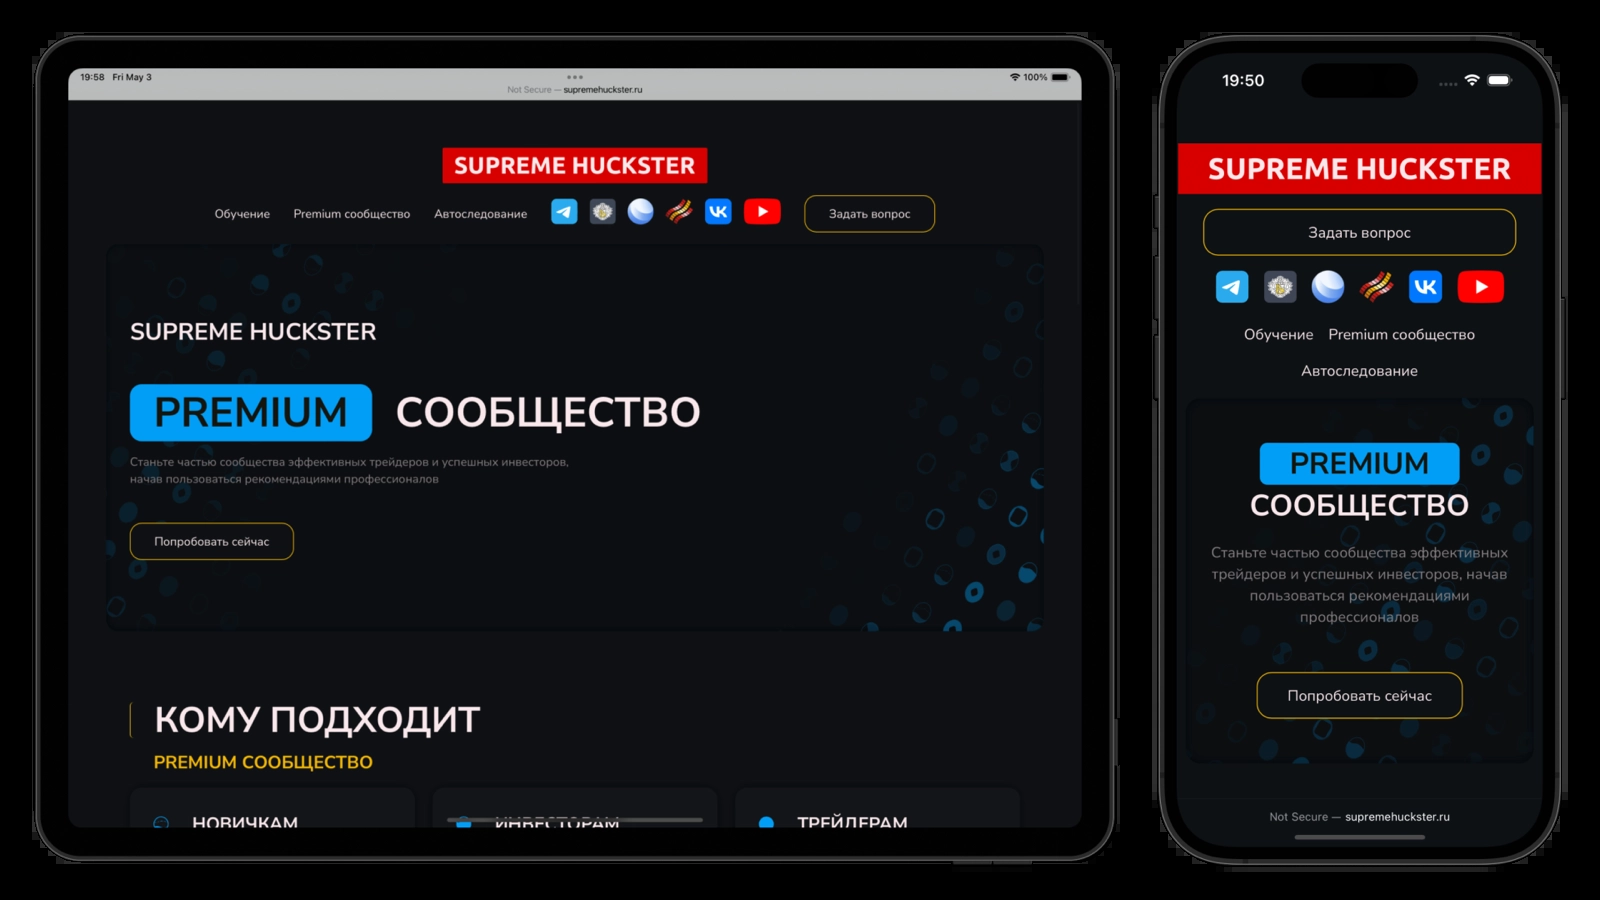 19:58 Fri May 3
100%
Not Secure — supremehuckster.ru
SUPREME HUCKSTER
Обучение Premium сообщество Автоследование Задать вопрос
SUPREME HUCKSTER
PREMIUM СООБЩЕСТВО
Станьте частью сообщества эффективных трейдеров и успешных инвесторов,
начав пользоваться рекомендациями профессионалов
Попробовать сейчас
КОМУ ПОДХОДИТ
PREMIUM СООБЩЕСТВО
НОВИЧКАМ ИНВЕСТОРАМ ТРЕЙДЕРАМ
19:50
SUPREME HUCKSTER
Задать вопрос
Обучение Premium сообщество
Автоследование
PREMIUM
СООБЩЕСТВО
Станьте частью сообщества эффективных
трейдеров и успешных инвесторов, начав
пользоваться рекомендациями
профессионалов
Попробовать сейчас
Not Secure — supremehuckster.ru